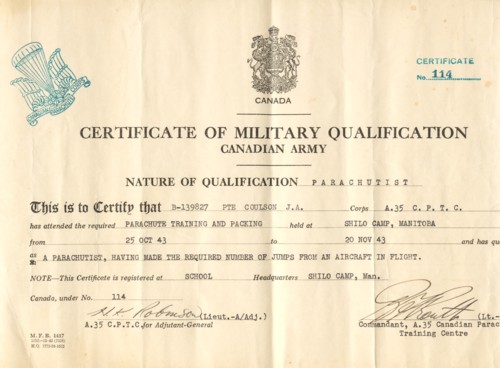 CERTIFICATE
No. 114
CANADA
CERTIFICATE OF MILITARY QUALIFICATION
CANADIAN ARMY
NATURE OF QUALIFICATION PARACHUTIST
This is to Certify that B-139827 PTE COULSON J.A. Corps A.35 C.P.T.C.
has attended the required PARACHUTE TRAINING AND PACKING held at SHILO CAMP, MANITORA
from 25 OCT 43 to 20 NOV 43 and has qu
as A PARACHUTIST, HAVING MADE THE REQUIRED NUMBER OF JUMPS FROM AN AIRCRAFT IN FLIGHT.
NOTE—This Certificate is registered at SCHOOL Headquarters SHILO CAMP, Man.
Canada, under No. 114
Robinson (Lieut.-A/Adj.) (Lt.-
A.35 C.P.T.C. for Adjutant-General
Commandant, A.35 Canadian Parac
Training Centre
M.F.B. 1417